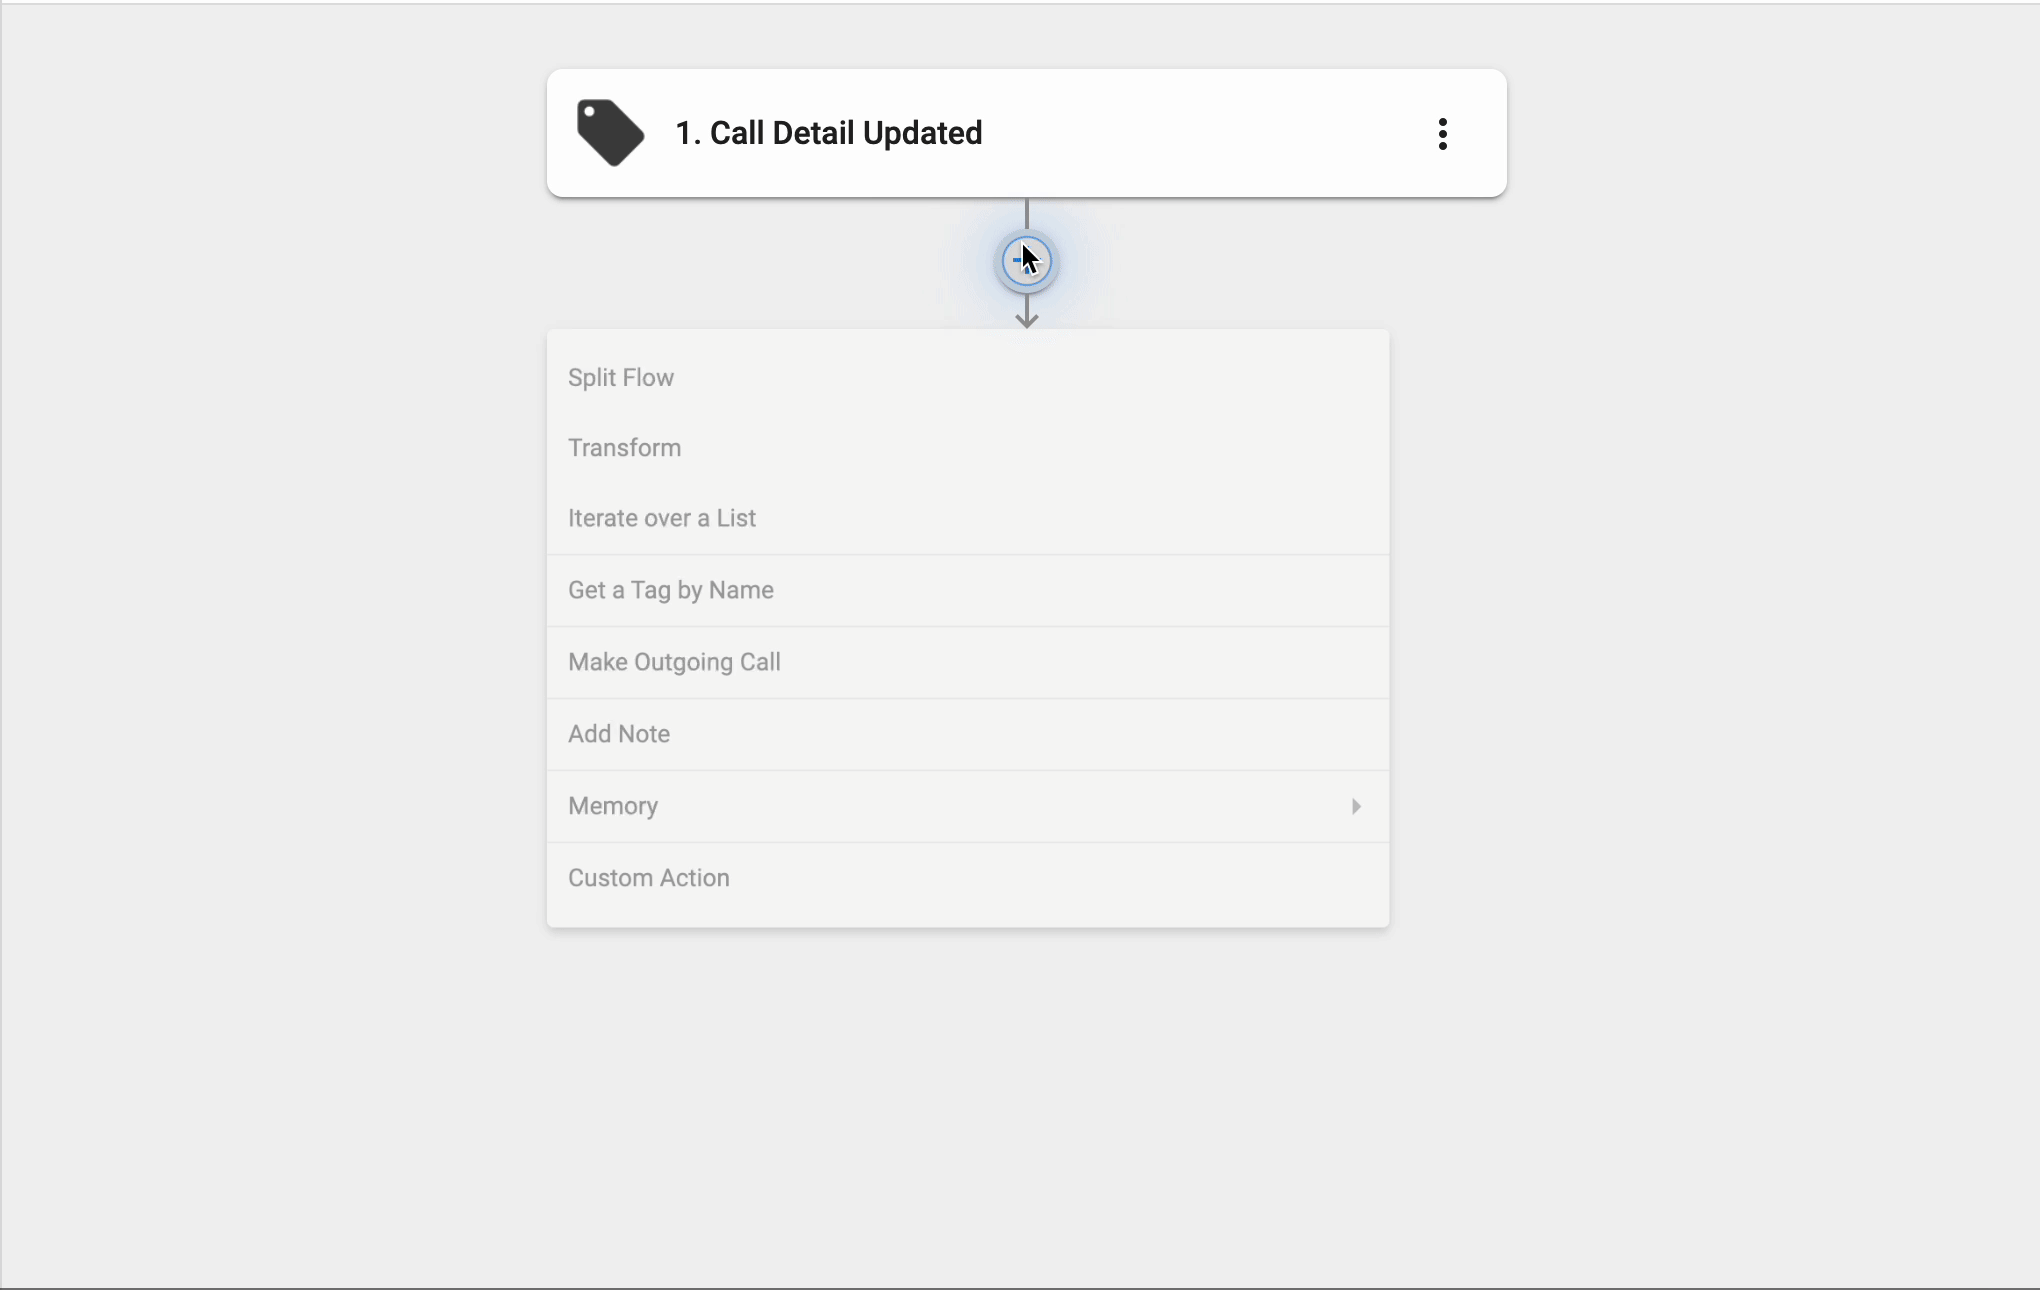 1. Call Detail Updated
Split Flow
Transform
Iterate over a List
Get a Tag by Name
Make Outgoing Call
Add Note
Memory
Custom Action